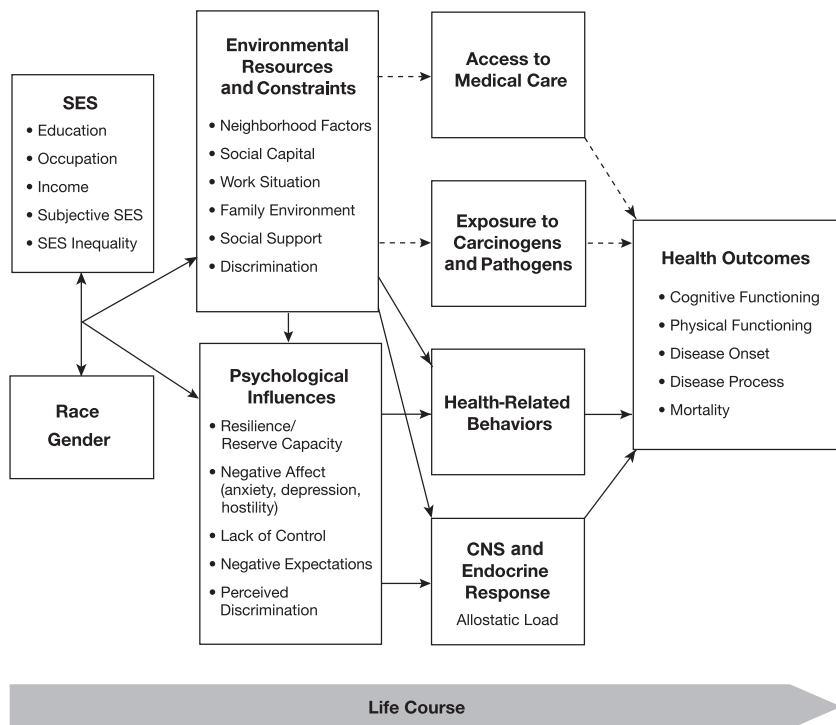 SES
• Education
• Occupation
• Income
• Subjective SES
• SES Inequality
Race
Gender
Environmental
Resources
and Constraints
• Neighborhood Factors
• Social Capital
• Work Situation
• Family Environment
• Social Support
• Discrimination
Psychological
Influences
• Resilience/
Reserve Capacity
• Negative Affect
(anxiety, depression,
hostility)
• Lack of Control
• Negative Expectations
• Perceived
Discrimination
Access to
Medical Care
Exposure to
Carcinogens
and Pathogens
Health-Related
Behaviors
CNS and
Endocrine
Response
Allostatic Load
Health Outcomes
• Cognitive Functioning
• Physical Functioning
• Disease Onset
• Disease Process
• Mortality
Life Course